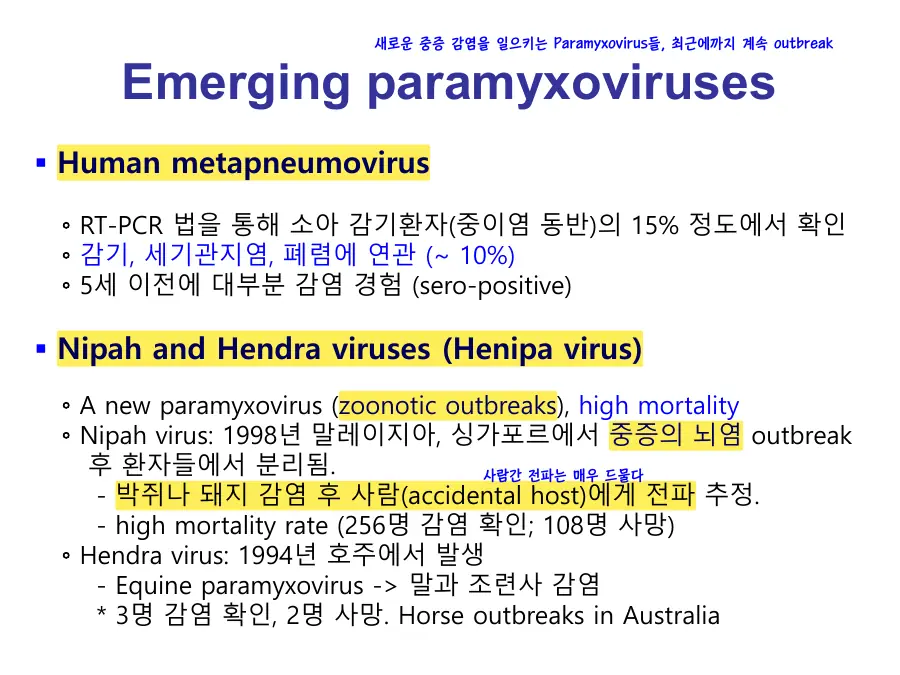 새로운 중증 감염을 일으키는 Paramyxovirus들, 최근에까지 계속 outbreak
Emerging paramyxoviruses
▪ Human metapneumovirus
∘ RT-PCR 법을 통해 소아 감기환자(중이염 동반)의 15% 정도에서 확인
∘ 감기, 세기관지염, 폐렴에 연관 (~ 10%)
∘ 5세 이전에 대부분 감염 경험 (sero-positive)
▪ Nipah and Hendra viruses (Henipa virus)
∘ A new paramyxovirus (zoonotic outbreaks), high mortality
∘ Nipah virus: 1998년 말레이지아, 싱가포르에서 중증의 뇌염 outbreak
후 환자들에서 분리됨.
사람간 전파는 매우 드물다
- 박쥐나 돼지 감염 후 사람(accidental host)에게 전파 추정.
- high mortality rate (256명 감염 확인; 108명 사망)
∘ Hendra virus: 1994년 호주에서 발생
- Equine paramyxovirus -> 말과 조련사 감염
* 3명 감염 확인, 2명 사망. Horse outbreaks in Australia